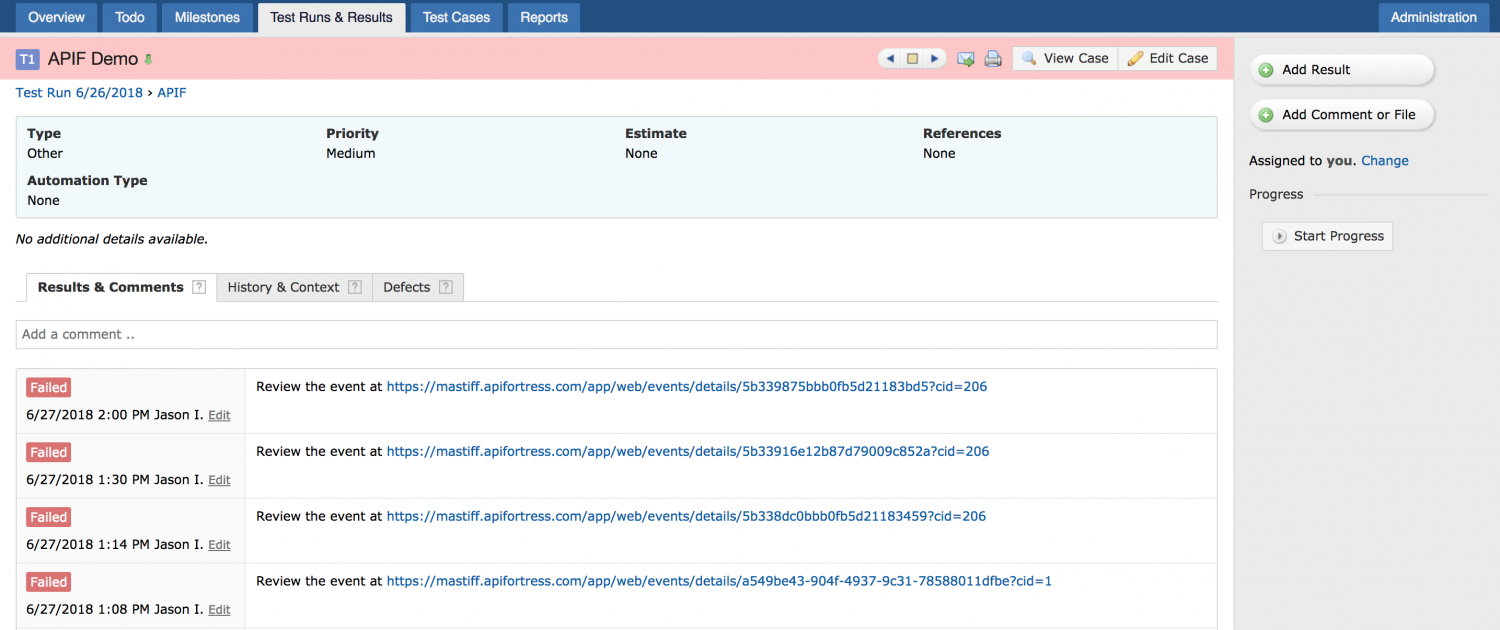 Overview Todo Milestones Test Runs & Results Test Cases Reports Administration
T1 APIF Demo View Case Edit Case
Test Run 6/26/2018 › APIF
Type Priority Estimate References
Other Medium None None
Automation Type
None
No additional details available.
Results & Comments ? History & Context ? Defects ?
Add a comment ..
Failed
Review the event at https://mastiff.apifortress.com/app/web/events/details/5b339875bbb0fb5d21183bd5?cid=206
6/27/2018 2:00 PM Jason I. Edit
Failed
Review the event at https://mastiff.apifortress.com/app/web/events/details/5b33916e12b87d79009c852a?cid=206
6/27/2018 1:30 PM Jason I. Edit
Failed
Review the event at https://mastiff.apifortress.com/app/web/events/details/5b338dc0bbb0fb5d21183459?cid=206
6/27/2018 1:14 PM Jason I. Edit
Failed
Review the event at https://mastiff.apifortress.com/app/web/events/details/a549be43-904f-4937-9c31-78588011dfbe?cid=1
6/27/2018 1:08 PM Jason I. Edit
Add Result
Add Comment or File
Assigned to you. Change
Progress
Start Progress